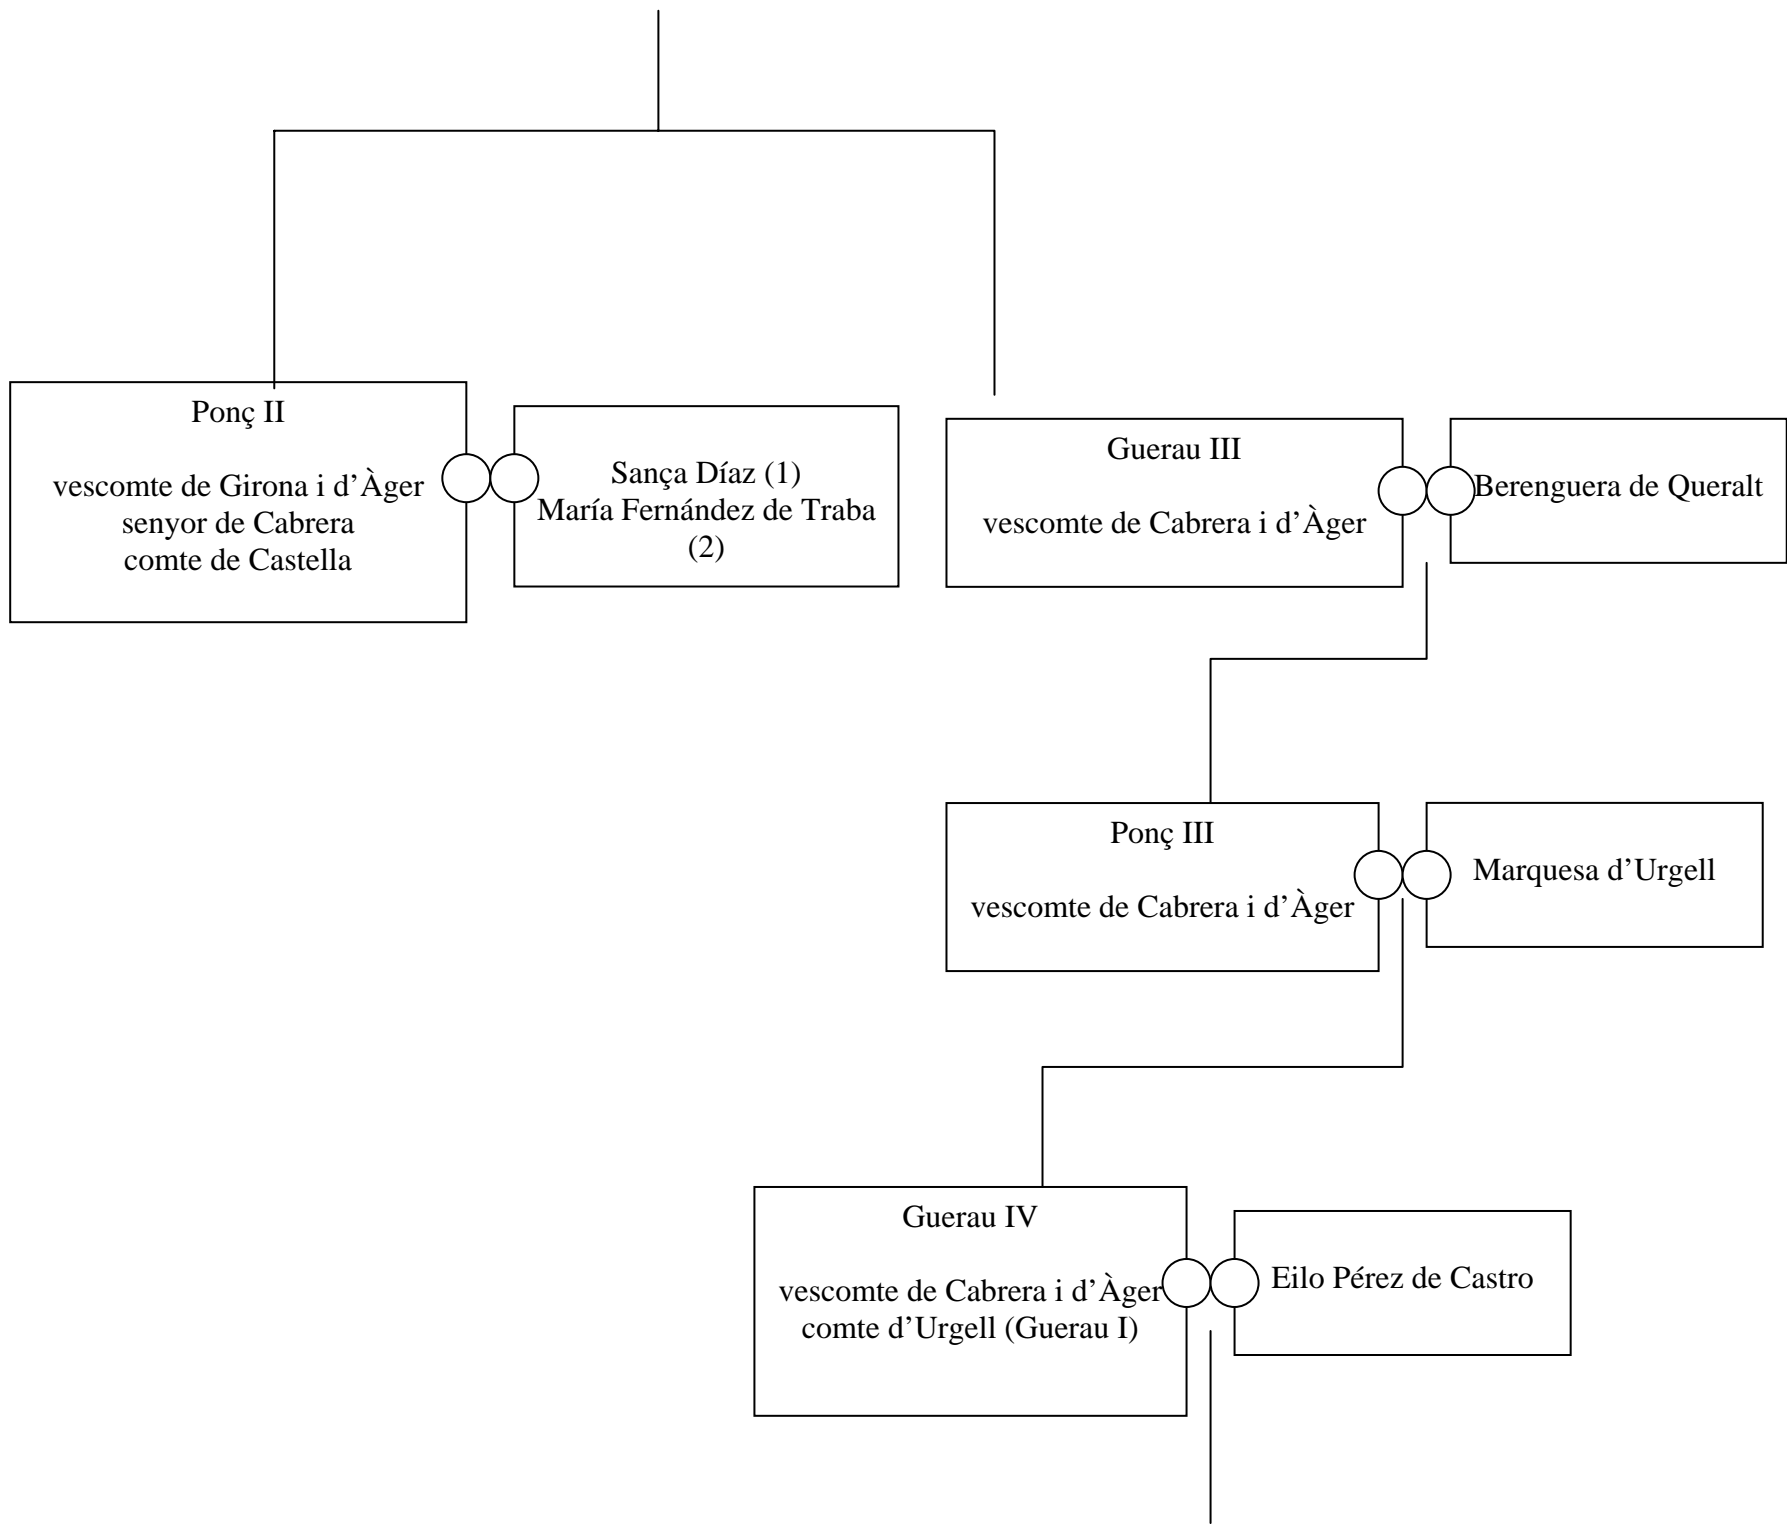 Ponç II
vescomte de Girona i d’Àger
senyor de Cabrera
comte de Castella
Sança Díaz (1)
María Fernández de Traba
(2)
Guerau III
vescomte de Cabrera i d’Àger
Berenguera de Queralt
Ponç III
vescomte de Cabrera i d’Àger
Marquesa d’Urgell
Guerau IV
vescomte de Cabrera i d’Àger
comte d’Urgell (Guerau I)
Eilo Pérez de Castro